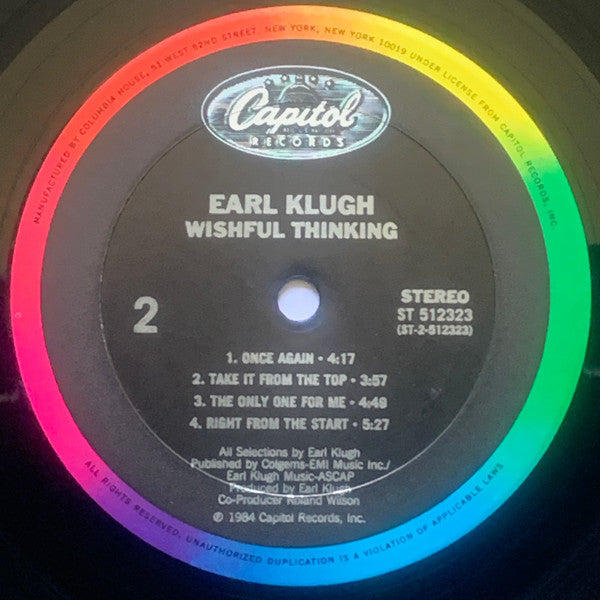 MANUFACTURED BY COLUMBIA HOUSE, 51 WEST 52ND STREET, NEW YORK, NEW YORK 10019 UNDER LICENSE FROM CAPITOL RECORDS, INC.
Capitol
RECORDS
EARL KLUGH
WISHFUL THINKING
2
STEREO
ST 512323
(ST-2-512323)
1. ONCE AGAIN • 4:17
2. TAKE IT FROM THE TOP • 3:57
3. THE ONLY ONE FOR ME • 4:49
4. RIGHT FROM THE START • 5:27
All Selections by Earl Klugh
Published by Colgems-EMI Music Inc./
Earl Klugh Music-ASCAP
Produced by Earl Klugh
Co-Producer Roland Wilson
℗ 1984 Capitol Records, Inc.
ALL RIGHTS RESERVED. UNAUTHORIZED DUPLICATION IS A VIOLATION OF APPLICABLE LAWS